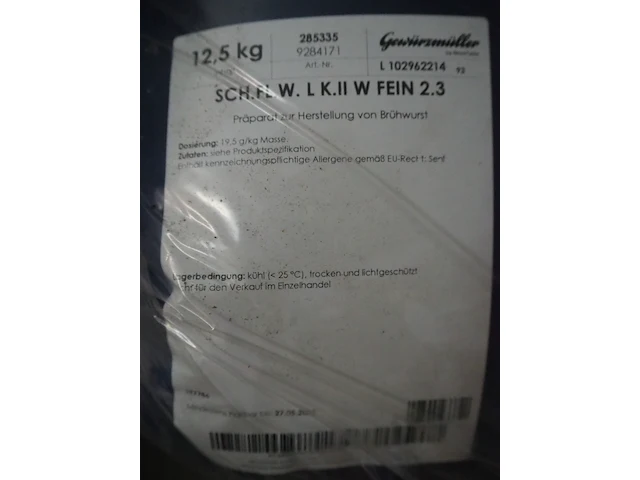 12,5 kg
285335
9284171
Art.-Nr.
Gewürzmüller
L 102962214 92
SCH.FL.W. L K.II W FEIN 2.3
Präparat zur Herstellung von Brühwurst
Dosierung: 19,5 g/kg Masse.
Zutaten: siehe Produktspezifikation.
Enthält kennzeichnungspflichtige Allergene gemäß EU-Recht: Senf
Lagerbedingung: kühl (< 25 °C), trocken und lichtgeschützt
für den Verkauf im Einzelhandel